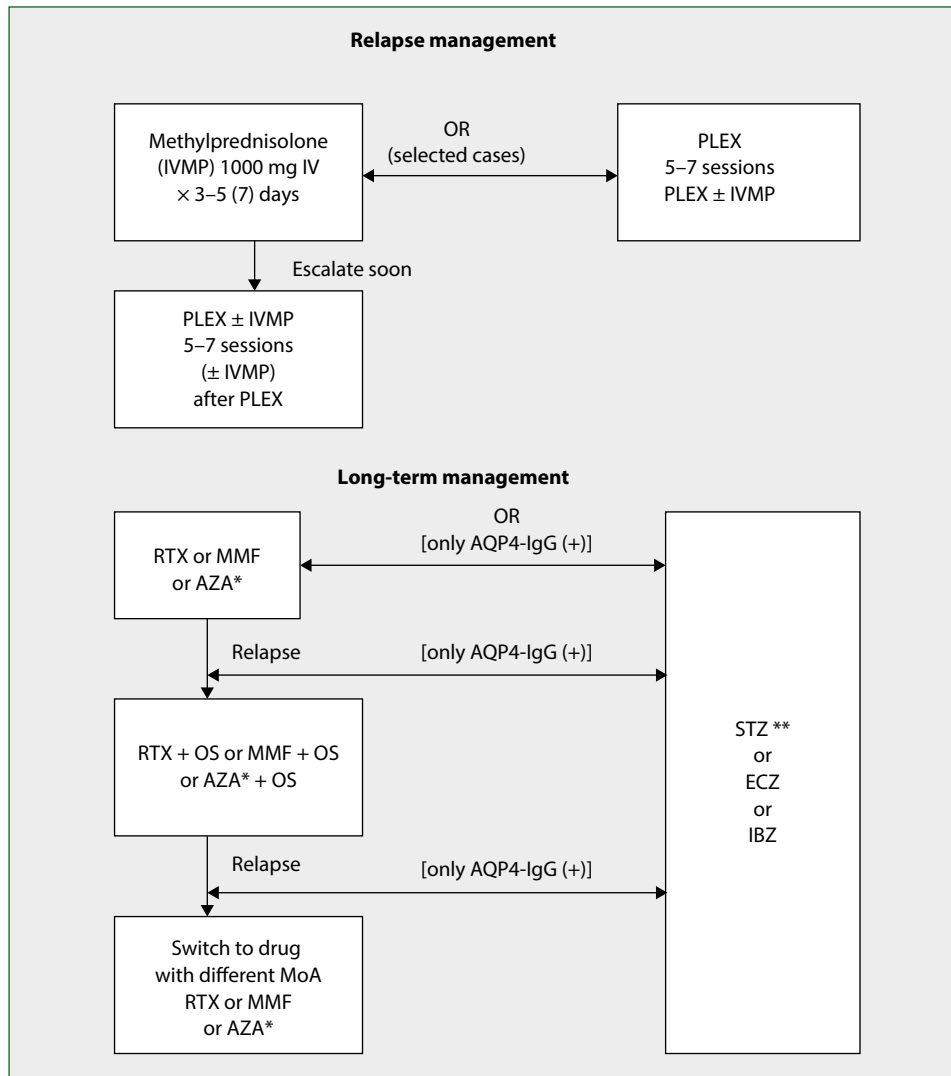 Relapse management
Methylprednisolone
(IVMP) 1000 mg IV
× 3–5 (7) days
OR
(selected cases)
PLEX
5–7 sessions
PLEX ± IVMP
Escalate soon
PLEX ± IVMP
5–7 sessions
(± IVMP)
after PLEX
Long-term management
RTX or MMF
or AZA*
OR
[only AQP4-IgG (+)]
Relapse
[only AQP4-IgG (+)]
RTX + OS or MMF + OS
or AZA* + OS
STZ **
or
ECZ
or
IBZ
Relapse
[only AQP4-IgG (+)]
Switch to drug
with different MoA
RTX or MMF
or AZA*